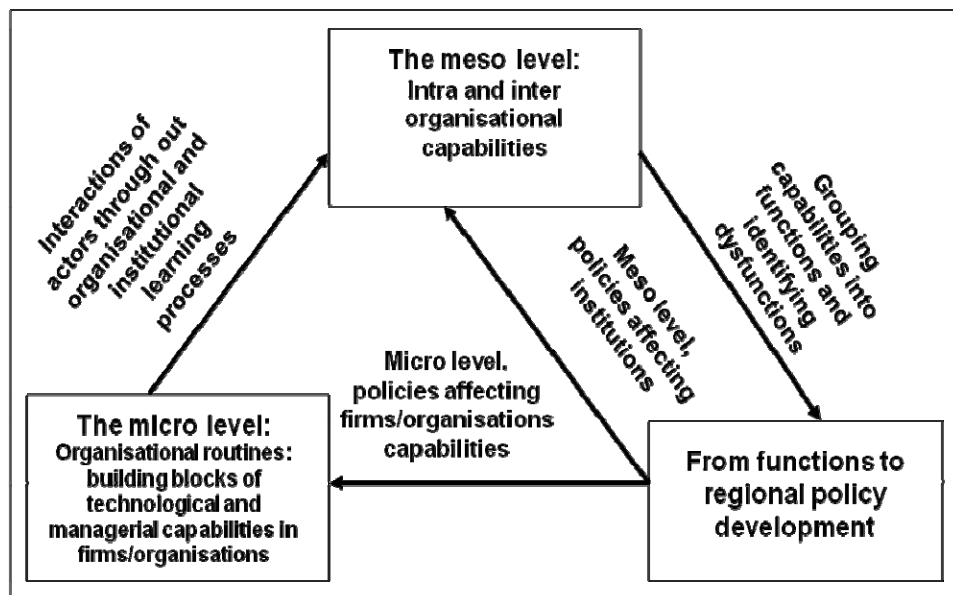 The meso level:
Intra and inter
organisational
capabilities
Interactions of
actors through out
organisational and
institutional
learning
processes
Grouping
capabilities into
functions and
identifying
dysfunctions
Meso level,
policies affecting
institutions
Micro level.
policies affecting
firms/organisations
capabilities
The micro level:
Organisational routines:
building blocks of
technological and
managerial capabilities in
firms/organisations
From functions to
regional policy
development